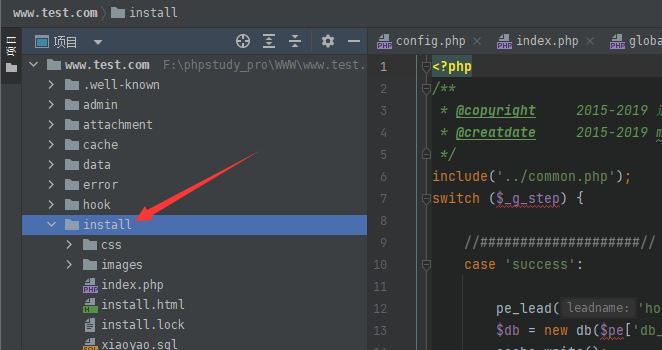 www.test.com install
项目
项目
www.test.com F:\phpstudy_pro\WWW\www.test.
.well-known
admin
attachment
cache
data
error
hook
install
css
images
index.php
install.html
install.lock
xiaoyao.sql
config.php index.php
1 <?php
2 /**
3 * @copyright 2015-2019
4 * @creatdate 2015-2019
5 */
6 include('../common.php');
7 switch ($_g_step) {
8
9 //####################//
10 case 'success':
11
12 pe_lead( leadname: 'ho
13 $db = new db($pe['db_
14 cache_write();